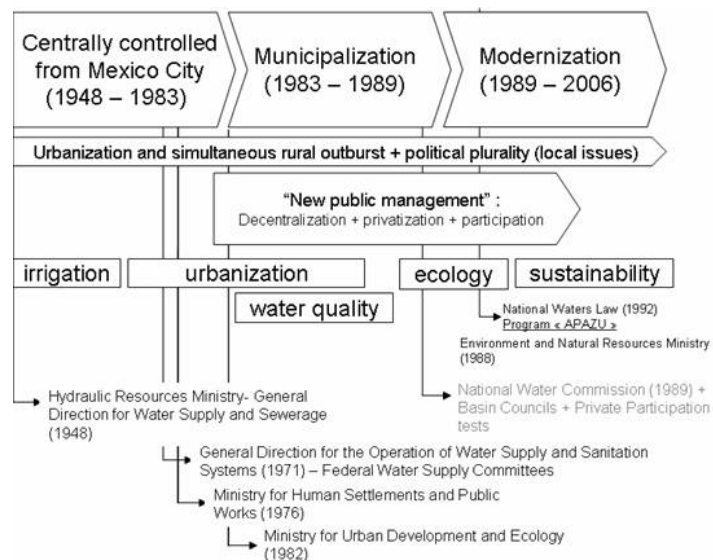 Centrally controlled
from Mexico City
(1948 – 1983)
Municipalization
(1983 – 1989)
Modernization
(1989 – 2006)
Urbanization and simultaneous rural outburst + political plurality (local issues)
“New public management” :
Decentralization + privatization + participation
irrigation
urbanization
ecology
sustainability
water quality
National Waters Law (1992)
Program « APAZU »
Environment and Natural Resources Ministry
(1988)
Hydraulic Resources Ministry- General
Direction for Water Supply and Sewerage
(1948)
National Water Commission (1989) +
Basin Councils + Private Participation
tests
General Direction for the Operation of Water Supply and Sanitation
Systems (1971) – Federal Water Supply Committees
Ministry for Human Settlements and Public
Works (1976)
Ministry for Urban Development and Ecology
(1982)